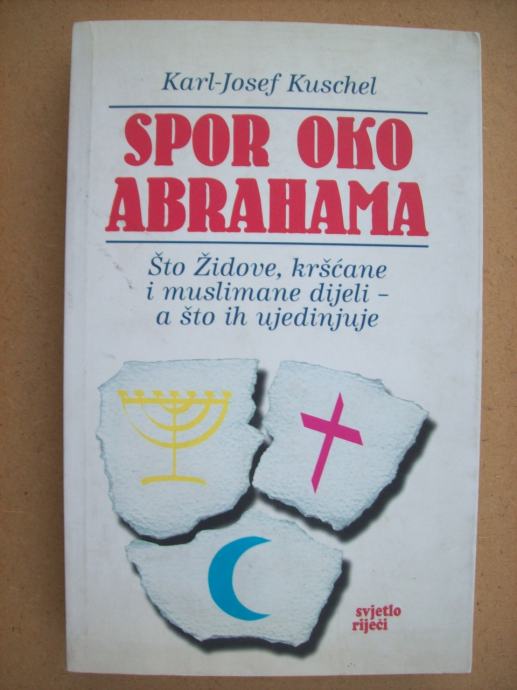 Karl-Josef Kuschel
SPOR OKO
ABRAHAMA
Što Židove, kršćane
i muslimane dijeli –
a što ih ujedinjuje
svjetlo
riječi